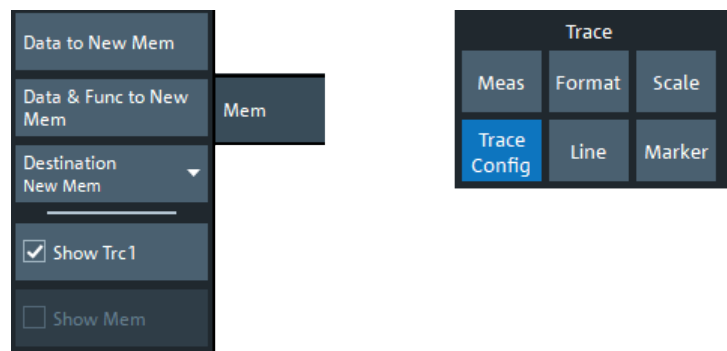 Data to New Mem
Data & Func to New
Mem
Mem
Destination
New Mem
Show Trc1
Show Mem
Trace
Meas Format Scale
Trace
Config
Line Marker